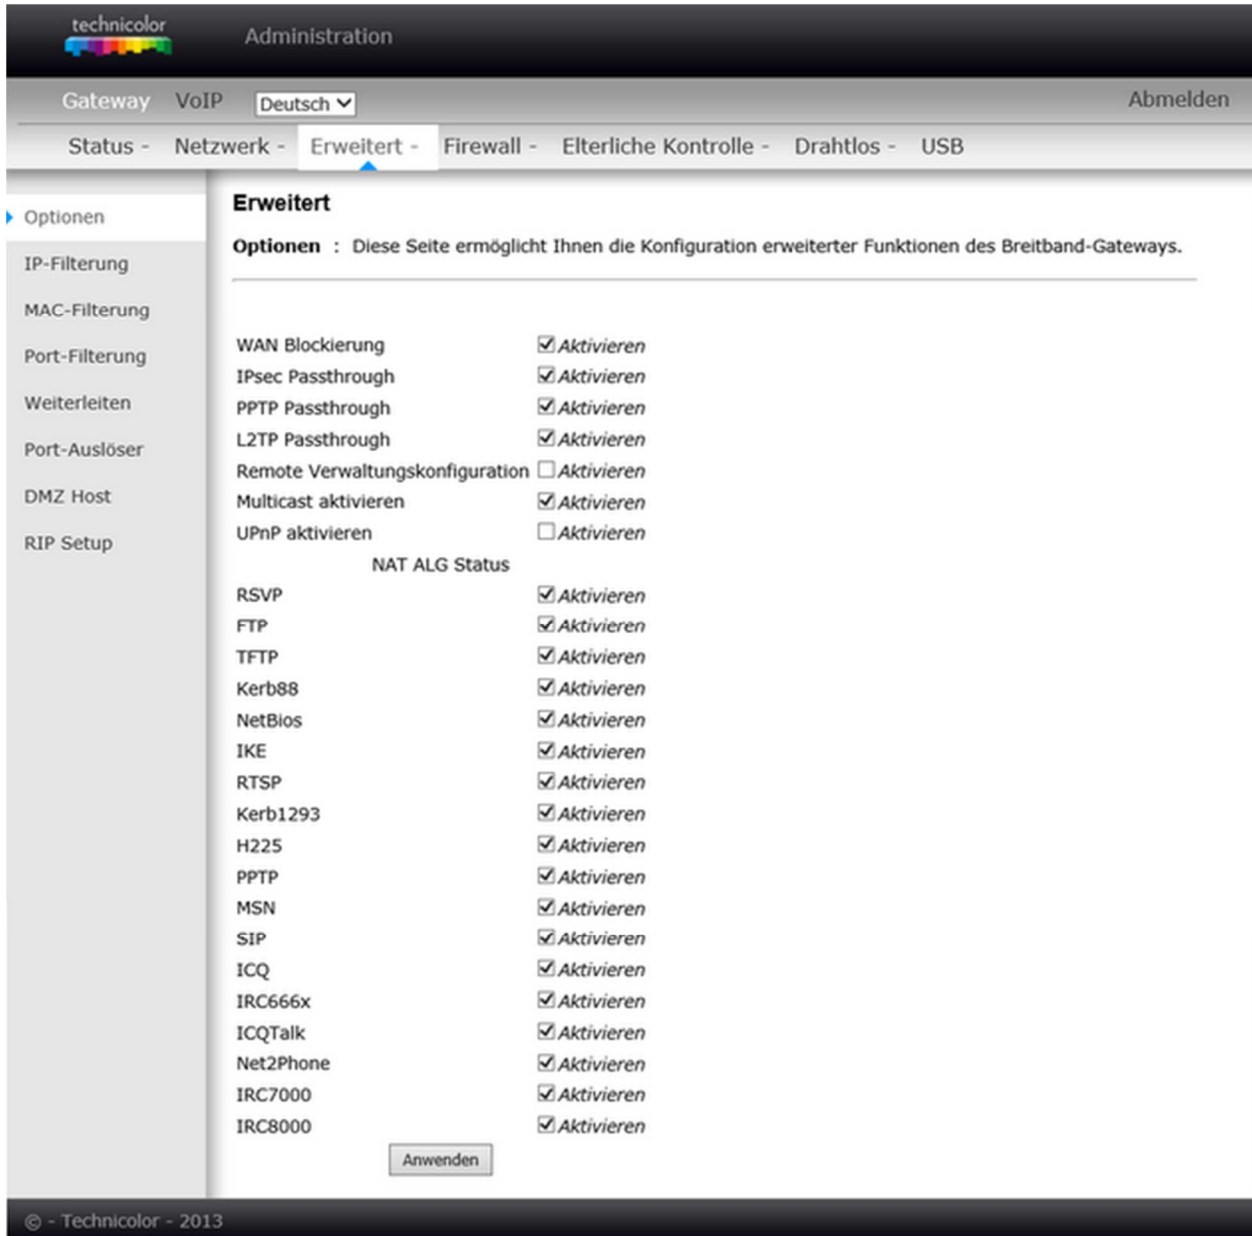 technicolor
Administration
Gateway VoIP Deutsch Abmelden
Status - Netzwerk - Erweitert - Firewall - Elterliche Kontrolle - Drahtlos - USB
Optionen
IP-Filterung
MAC-Filterung
Port-Filterung
Weiterleiten
Port-Auslöser
DMZ Host
RIP Setup
Erweitert
Optionen : Diese Seite ermöglicht Ihnen die Konfiguration erweiterter Funktionen des Breitband-Gateways.
WAN Blockierung Aktivieren
IPsec Passthrough Aktivieren
PPTP Passthrough Aktivieren
L2TP Passthrough Aktivieren
Remote Verwaltungskonfiguration Aktivieren
Multicast aktivieren Aktivieren
UPnP aktivieren Aktivieren
NAT ALG Status
RSVP Aktivieren
FTP Aktivieren
TFTP Aktivieren
Kerb88 Aktivieren
NetBios Aktivieren
IKE Aktivieren
RTSP Aktivieren
Kerb1293 Aktivieren
H225 Aktivieren
PPTP Aktivieren
MSN Aktivieren
SIP Aktivieren
ICQ Aktivieren
IRC666x Aktivieren
ICQTalk Aktivieren
Net2Phone Aktivieren
IRC7000 Aktivieren
IRC8000 Aktivieren
Anwenden
© - Technicolor - 2013